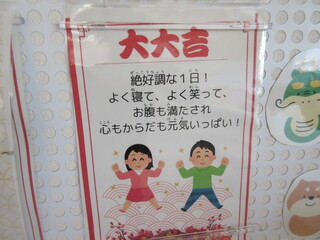 大大吉
絶好調な1日！
よく寝て、よく笑って、
お腹も満たされ
心もからだも元気いっぱい！